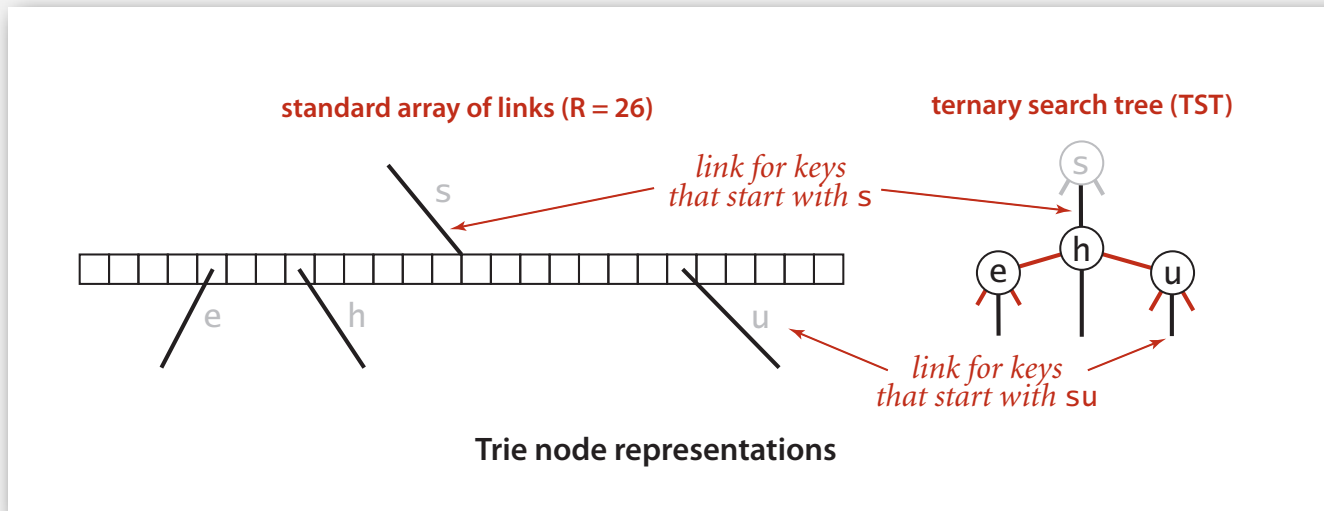 standard array of links (R = 26)
ternary search tree (TST)
link for keys
that start with s
s
s
h
e
u
e
h
u
link for keys
that start with su
Trie node representations